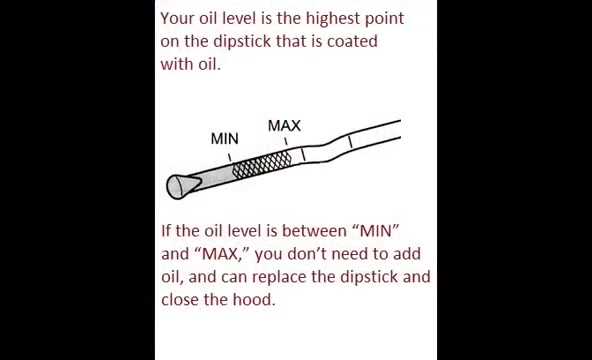 Your oil level is the highest point
on the dipstick that is coated
with oil.
MAX
MIN
If the oil level is between “MIN”
and “MAX,” you don’t need to add
oil, and can replace the dipstick and
close the hood.